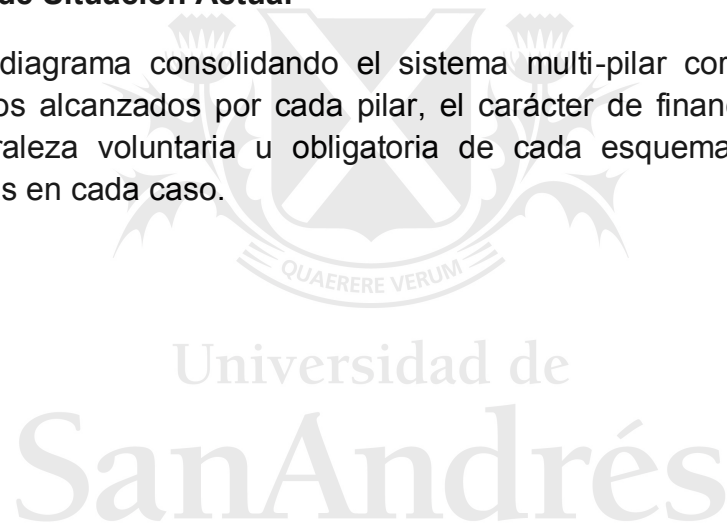 de Situación Actual
diagrama consolidando el sistema multi-pilar con
os alcanzados por cada pilar, el carácter de finan
raleza voluntaria u obligatoria de cada esquema
s en cada caso.
QUAERERE VERUM
Universidad de
SanAndrés